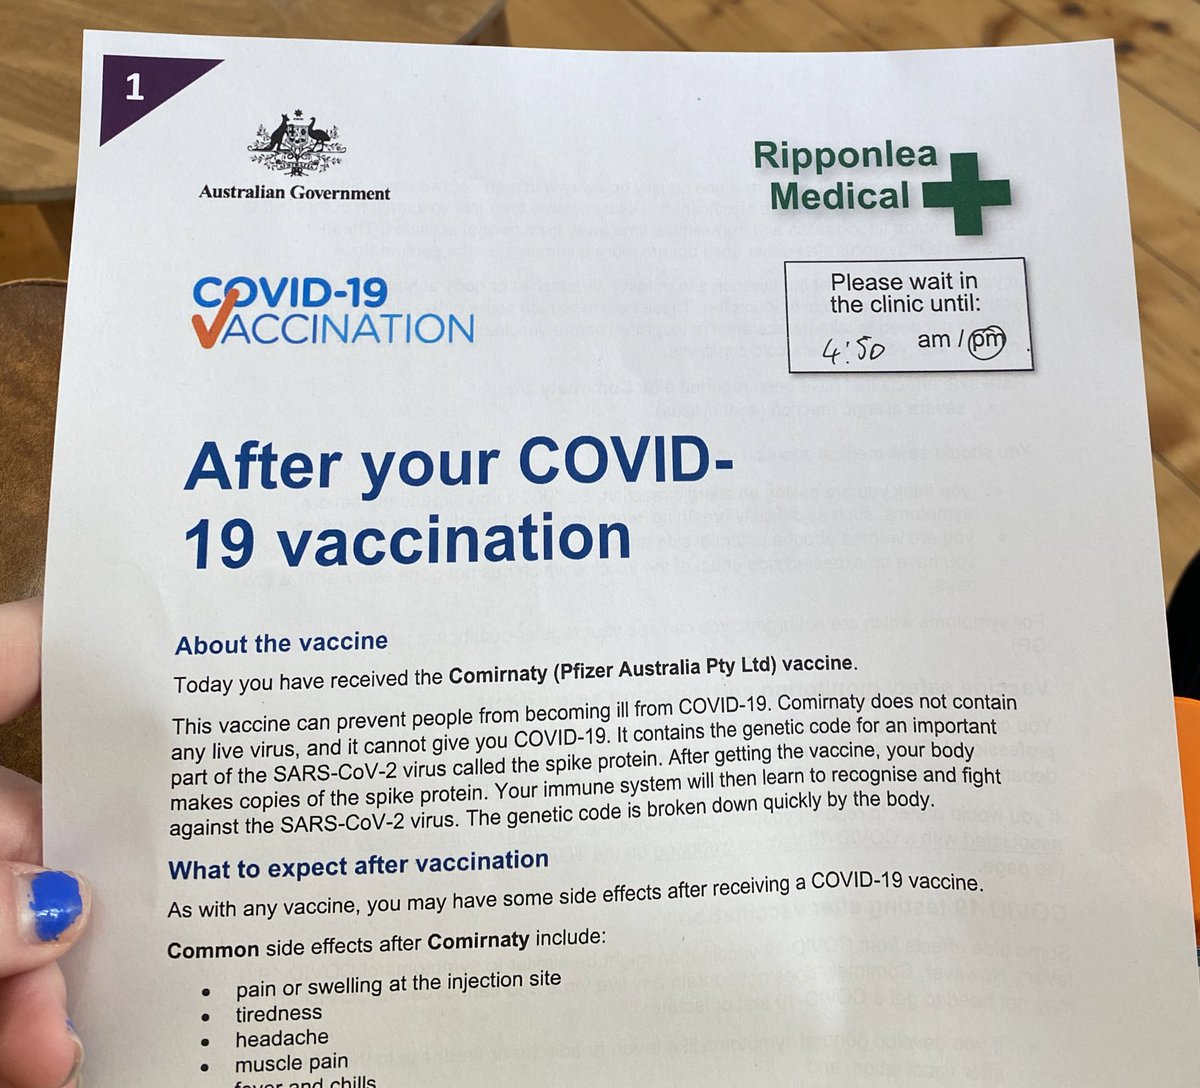 1
Australian Government
Ripponlea
Medical
COVID-19
VACCINATION
Please wait in
the clinic until:
4:50 am / pm
After your COVID-
19 vaccination
About the vaccine
Today you have received the Comirnaty (Pfizer Australia Pty Ltd) vaccine.
This vaccine can prevent people from becoming ill from COVID-19. Comirnaty does not contain
any live virus, and it cannot give you COVID-19. It contains the genetic code for an important
part of the SARS-CoV-2 virus called the spike protein. After getting the vaccine, your body
makes copies of the spike protein. Your immune system will then learn to recognise and fight
against the SARS-CoV-2 virus. The genetic code is broken down quickly by the body.
What to expect after vaccination
As with any vaccine, you may have some side effects after receiving a COVID-19 vaccine.
Common side effects after Comirnaty include:
• pain or swelling at the injection site
• tiredness
• headache
• muscle pain
fever and chills